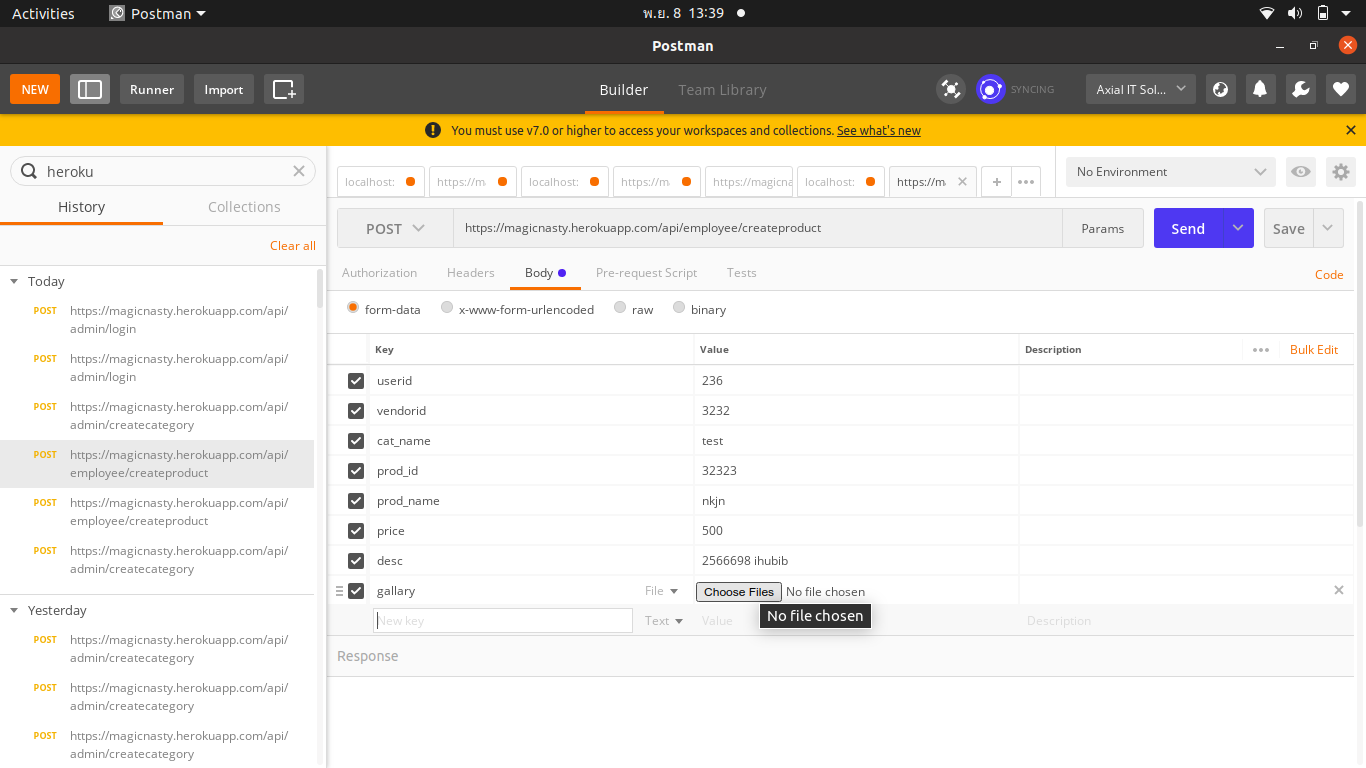 Activities Postman พ.ย. 8 13:39
Postman
NEW Runner Import Builder Team Library SYNCING Axial IT Sol...
You must use v7.0 or higher to access your workspaces and collections. See what's new
heroku
History Collections
Clear all
Today
POST https://magicnasty.herokuapp.com/api/
admin/login
POST https://magicnasty.herokuapp.com/api/
admin/login
POST https://magicnasty.herokuapp.com/api/
admin/createcategory
POST https://magicnasty.herokuapp.com/api/
employee/createproduct
POST https://magicnasty.herokuapp.com/api/
employee/createproduct
POST https://magicnasty.herokuapp.com/api/
admin/createcategory
Yesterday
POST https://magicnasty.herokuapp.com/api/
admin/createcategory
POST https://magicnasty.herokuapp.com/api/
admin/createcategory
POST https://magicnasty.herokuapp.com/api/
admin/createcategory
localhost: https://m localhost: https://m https://magicna localhost: https://m No Environment
POST https://magicnasty.herokuapp.com/api/employee/createproduct Params Send Save
Authorization Headers Body Pre-request Script Tests Code
form-data x-www-form-urlencoded raw binary
Key Value Description Bulk Edit
userid 236
vendorid 3232
cat_name test
prod_id 32323
prod_name nkjn
price 500
desc 2566698 ihubib
gallary File Choose Files No file chosen
No file chosen
New key Text Value Description
Response